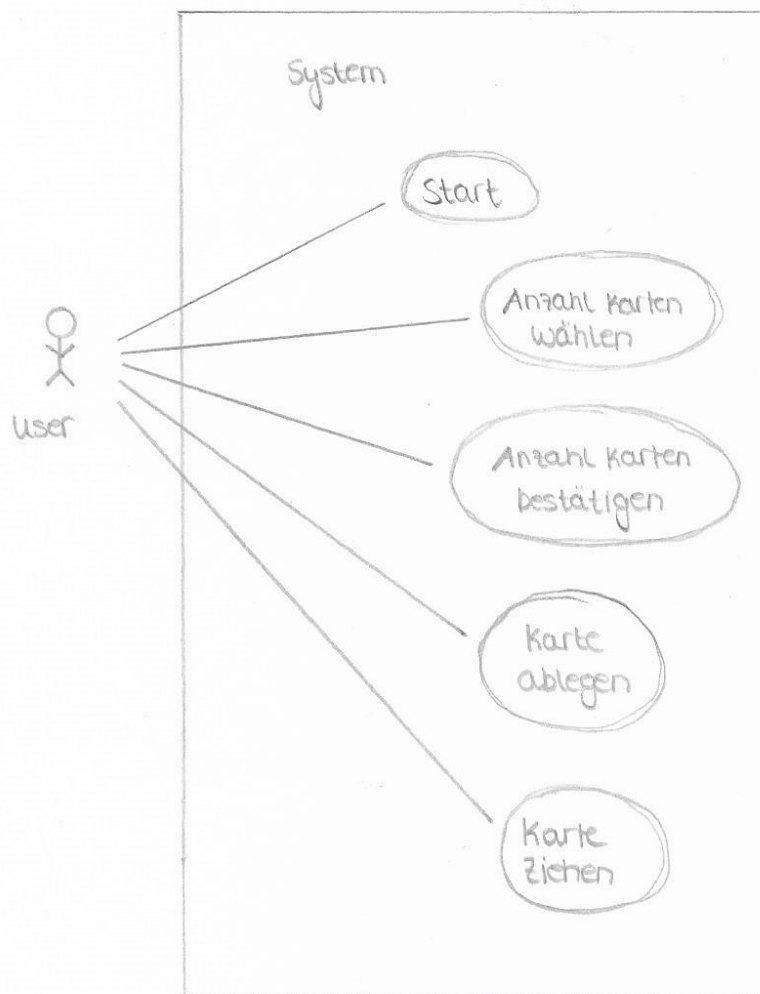 System
Start
Anzahl Karten
wählen
user
Anzahl Karten
bestätigen
Karte
ablegen
Karte
ziehen